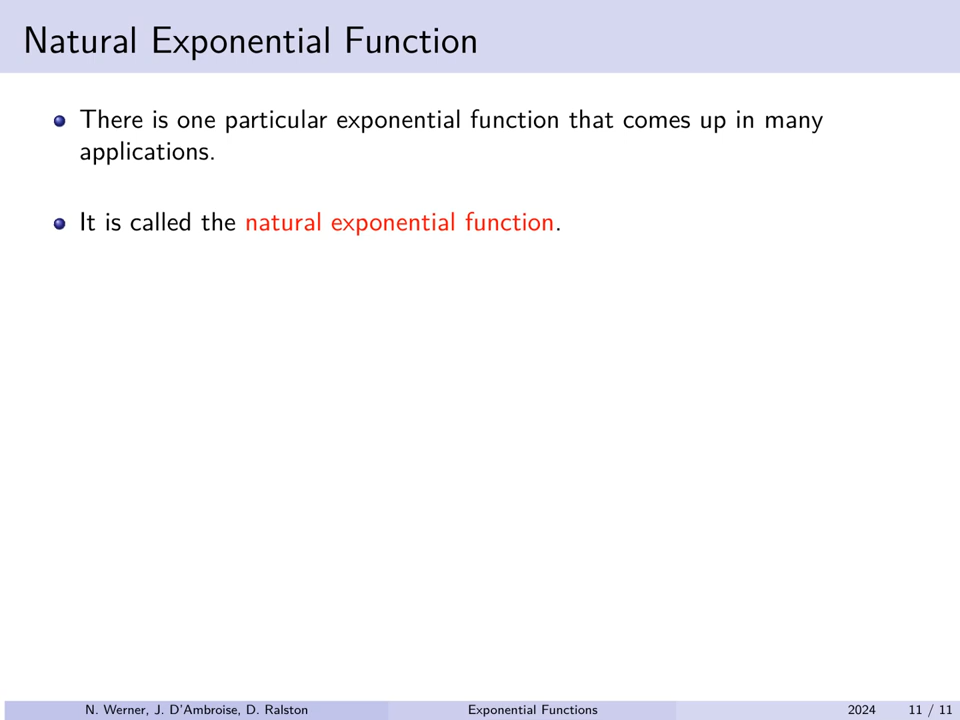 Natural Exponential Function
There is one particular exponential function that comes up in many
applications.
It is called the natural exponential function.
N. Werner, J. D'Ambroise, D. Ralston
Exponential Functions
2024
11 / 11